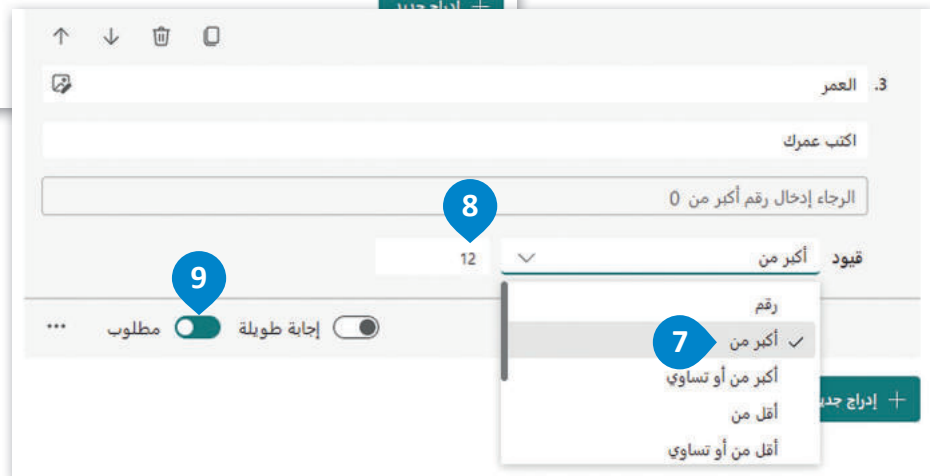 + إدراج جديد
3. العمر
اكتب عمرك
الرجاء إدخال رقم أكبر من 0
8
قيود أكبر من 12
9
رقم
مطلوب إجابة طويلة ...
✓ أكبر من 7
أكبر من أو تساوي
+ إدراج جديد
أقل من
أقل من أو تساوي